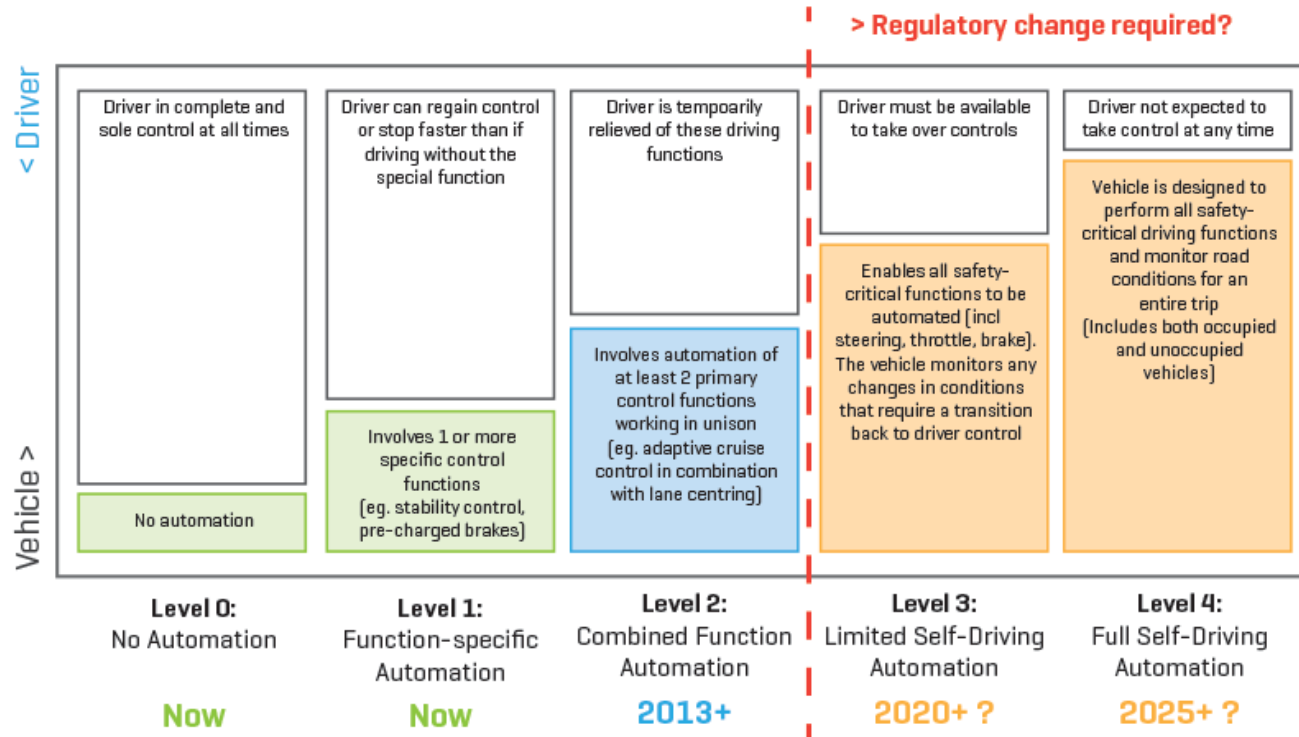 > Regulatory change required?
< Driver
Vehicle >
Driver in complete and
sole control at all times
No automation
Driver can regain control
or stop faster than if
driving without the
special function
Involves 1 or more
specific control
functions
(eg. stability control,
pre-charged brakes)
Driver is tempoarily
relieved of these driving
functions
Involves automation of
at least 2 primary
control functions
working in unison
(eg. adaptive cruise
control in combination
with lane centring)
Driver must be available
to take over controls
Enables all safety-
critical functions to be
automated (incl
steering, throttle, brake).
The vehicle monitors any
changes in conditions
that require a transition
back to driver control
Driver not expected to
take control at any time
Vehicle is designed to
perform all safety-
critical driving functions
and monitor road
conditions for an
entire trip
(Includes both occupied
and unoccupied
vehicles)
Level 0:
No Automation
Now
Level 1:
Function-specific
Automation
Now
Level 2:
Combined Function
Automation
2013+
Level 3:
Limited Self-Driving
Automation
2020+ ?
Level 4:
Full Self-Driving
Automation
2025+ ?